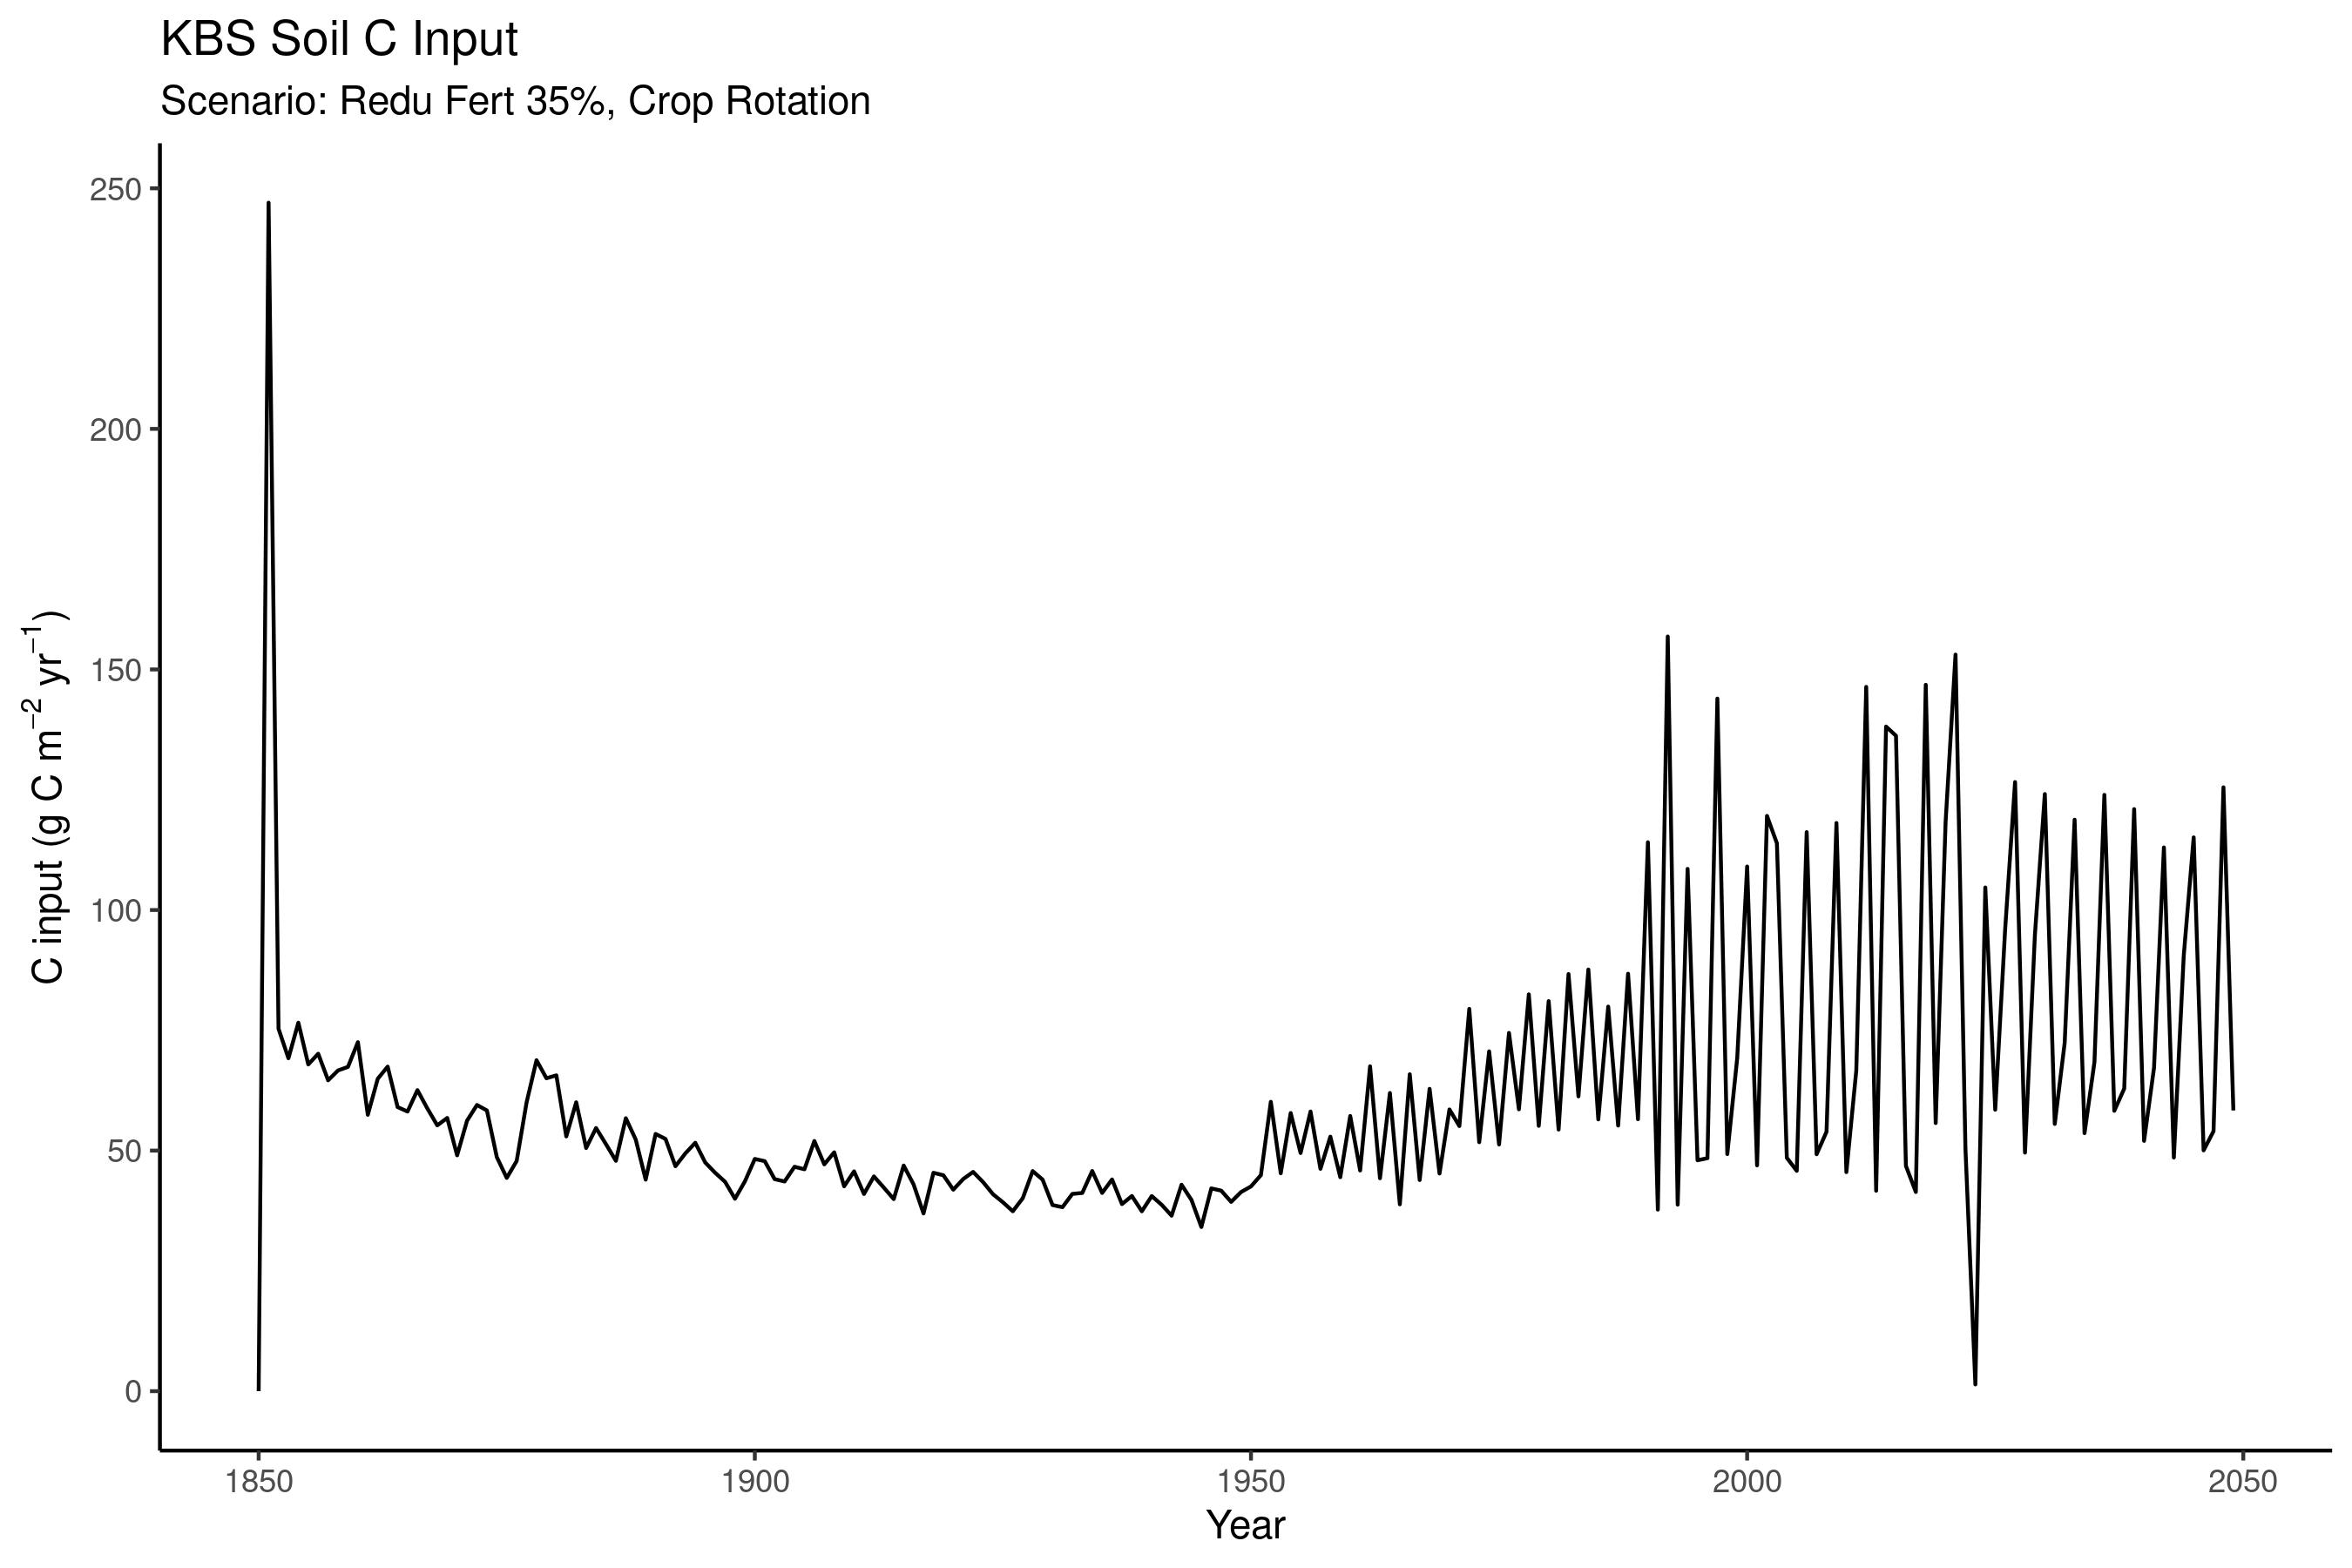 KBS Soil C Input
Scenario: Redu Fert 35%, Crop Rotation
250
200
150
100
50
0
C input (g C m⁻² yr⁻¹)
1850 1900 1950 2000 2050
Year